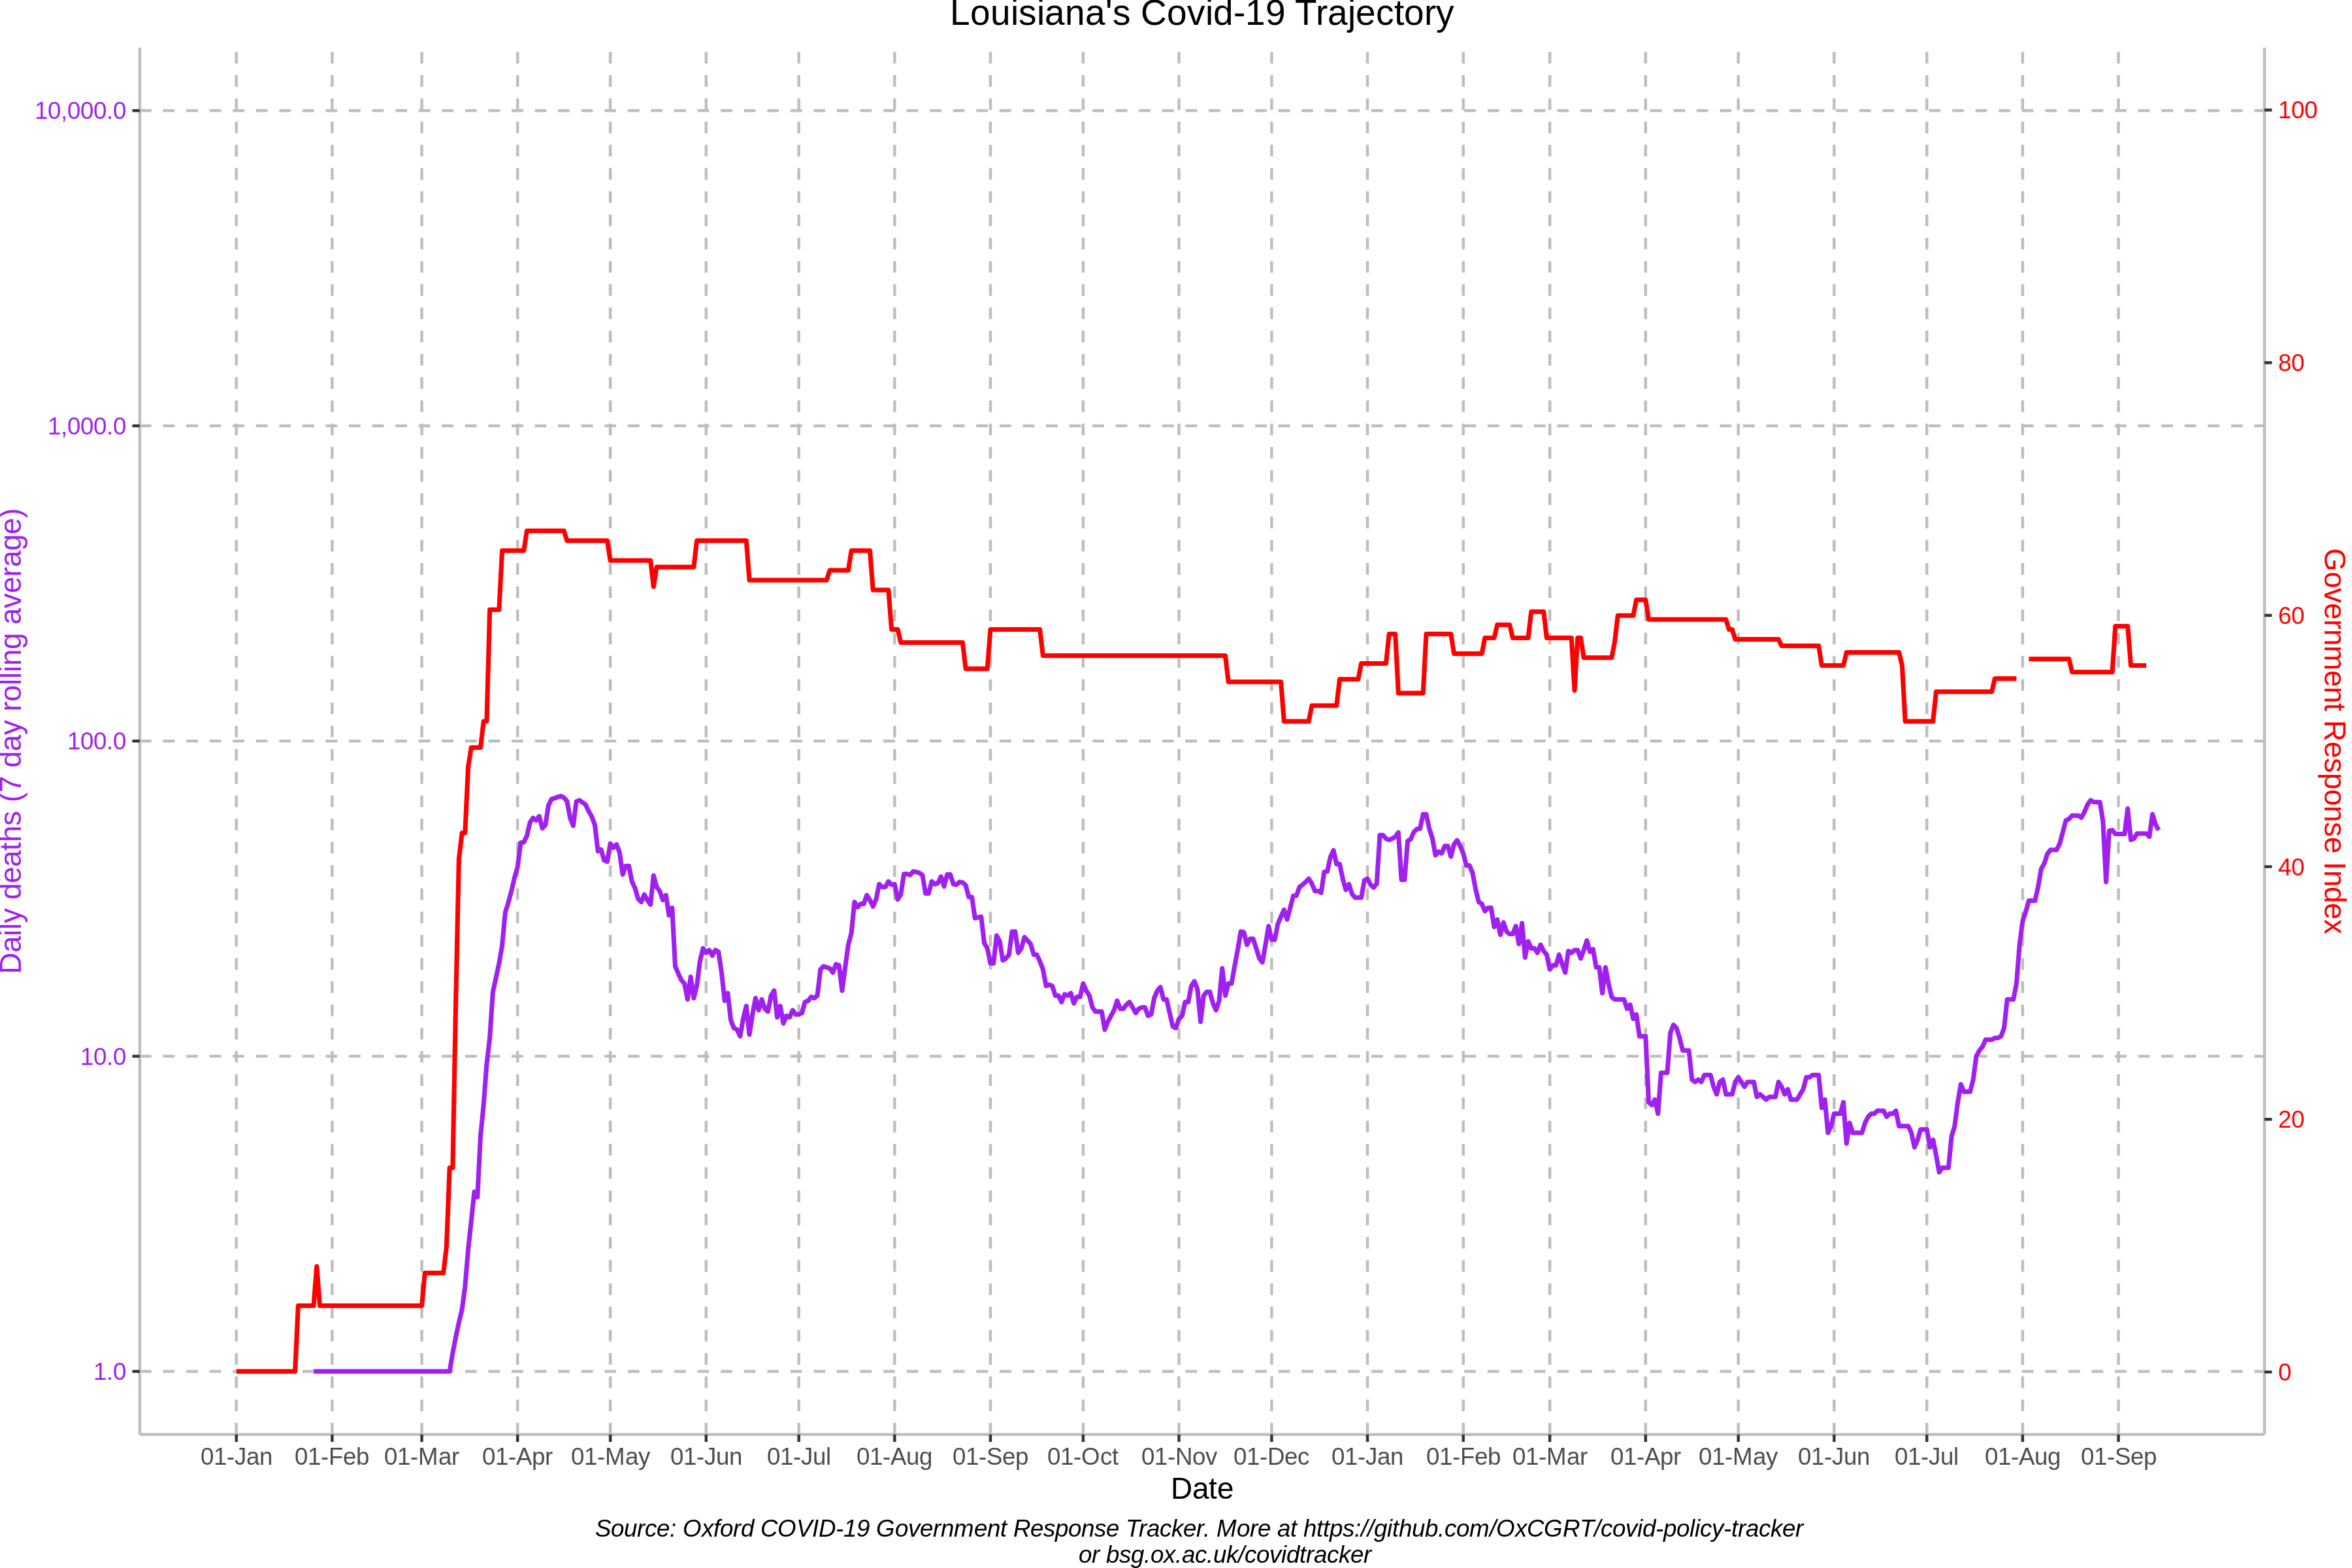 Louisiana's Covid-19 Trajectory
10,000.0
1,000.0
100.0
10.0
1.0
Daily deaths (7 day rolling average)
100
80
60
40
20
0
Government Response Index
01-Jan 01-Feb 01-Mar 01-Apr 01-May 01-Jun 01-Jul 01-Aug 01-Sep 01-Oct 01-Nov 01-Dec 01-Jan 01-Feb 01-Mar 01-Apr 01-May 01-Jun 01-Jul 01-Aug 01-Sep
Date
Source: Oxford COVID-19 Government Response Tracker. More at https://github.com/OxCGRT/covid-policy-tracker
or bsg.ox.ac.uk/covidtracker